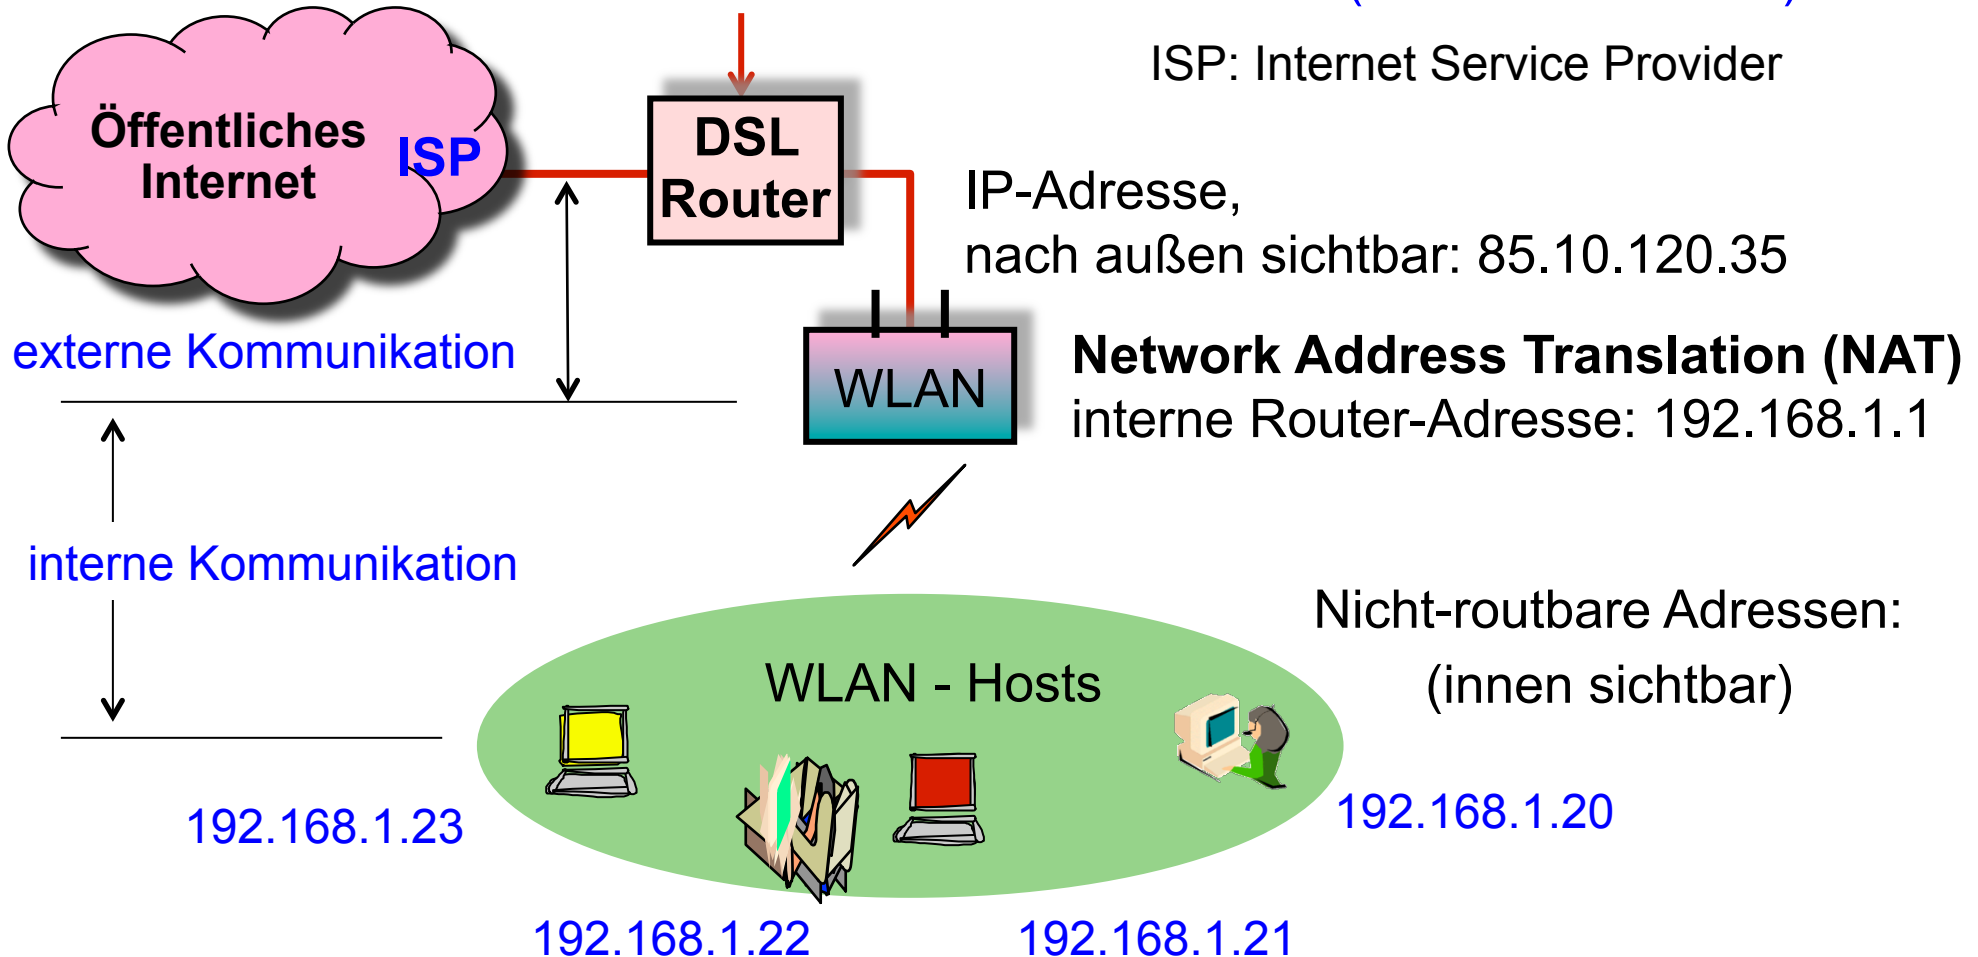 ISP: Internet Service Provider
Öffentliches
Internet
ISP
DSL
Router
IP-Adresse,
nach außen sichtbar: 85.10.120.35
externe Kommunikation
WLAN
Network Address Translation (NAT)
interne Router-Adresse: 192.168.1.1
interne Kommunikation
Nicht-routbare Adressen:
(innen sichtbar)
WLAN - Hosts
192.168.1.23
192.168.1.20
192.168.1.22
192.168.1.21